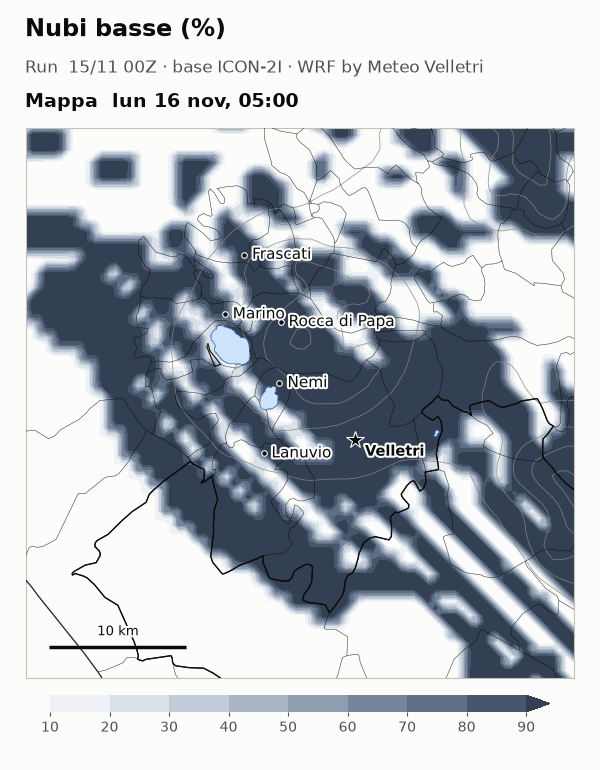 Nubi basse (%)
Run  15/11 00Z · base ICON-2I · WRF by Meteo Velletri
Mappa  lun 16 nov, 05:00
Frascati
Marino
Rocca di Papa
Nemi
Velletri
Lanuvio
10 km
10 20 30 40 50 60 70 80 90